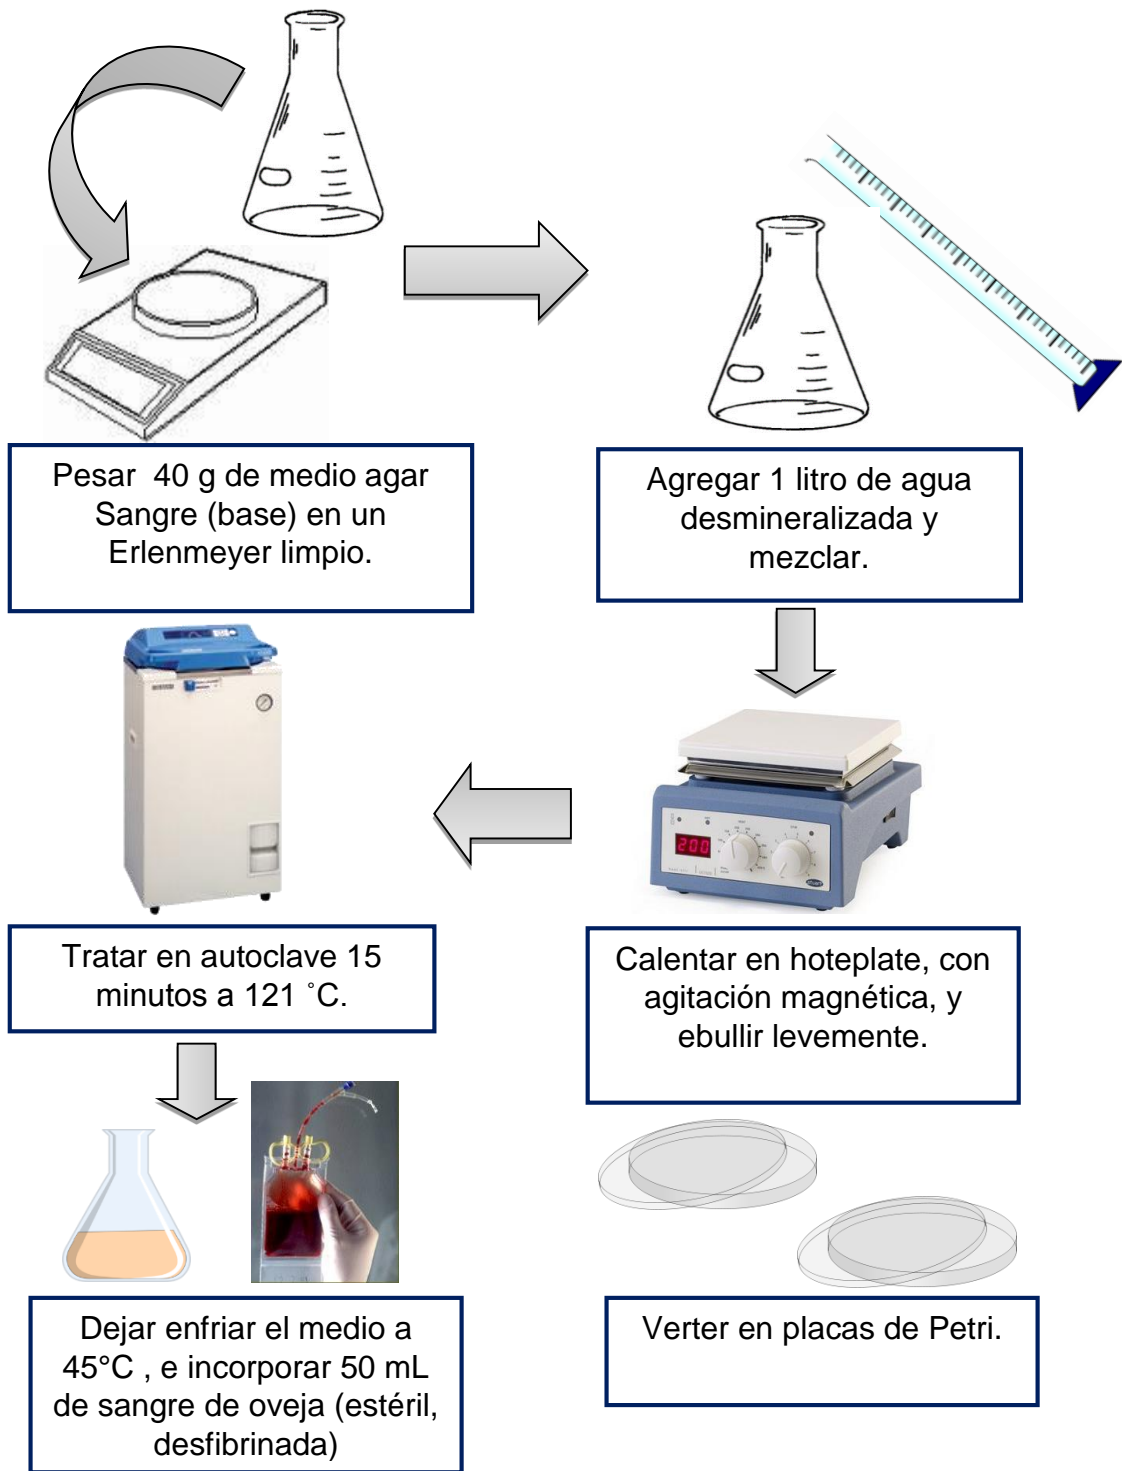 Pesar 40 g de medio agar
Sangre (base) en un
Erlenmeyer limpio.
Agregar 1 litro de agua
desmineralizada y
mezclar.
200
Calentar en hoteplate, con
agitación magnética, y
ebullir levemente.
Tratar en autoclave 15
minutos a 121 ˚C.
Dejar enfriar el medio a
45°C , e incorporar 50 mL
de sangre de oveja (estéril,
desfibrinada)
Verter en placas de Petri.